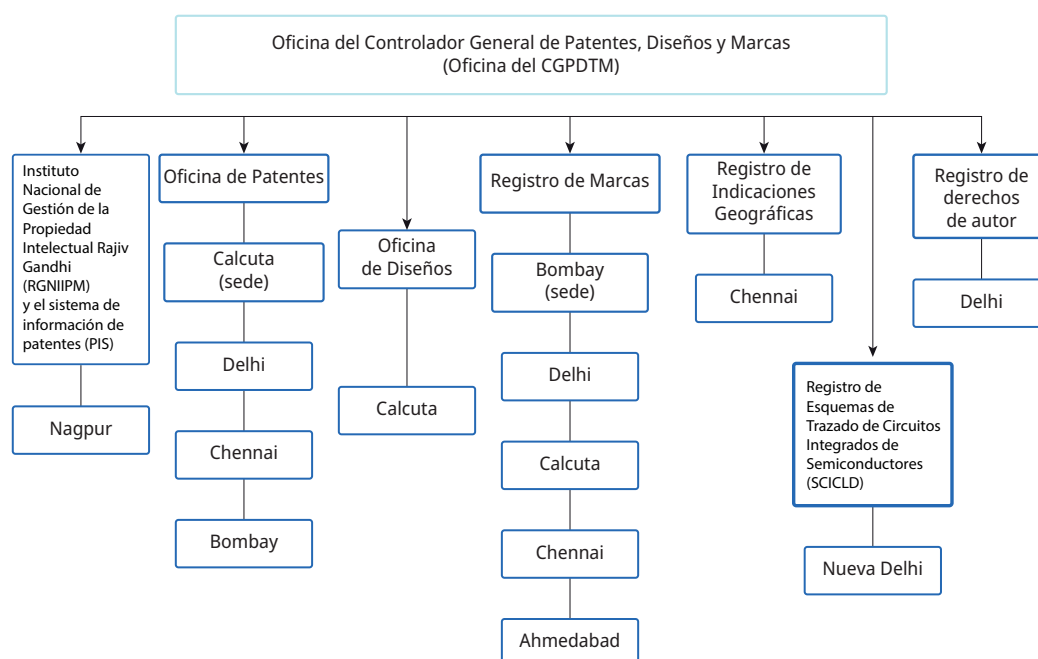 Oficina del Controlador General de Patentes, Diseños y Marcas
(Oficina del CGPDTM)
Instituto
Nacional de
Gestión de la
Propiedad
Intelectual Rajiv
Gandhi
(RGNIIPM)
y el sistema de
información de
patentes (PIS)
Nagpur
Oficina de Patentes
Calcuta
(sede)
Delhi
Chennai
Bombay
Oficina
de Diseños
Calcuta
Registro de Marcas
Bombay
(sede)
Delhi
Calcuta
Chennai
Ahmedabad
Registro de
Indicaciones
Geográficas
Chennai
Registro de
Esquemas de
Trazado de Circuitos
Integrados de
Semiconductores
(SCICLD)
Nueva Delhi
Registro de
derechos
de autor
Delhi